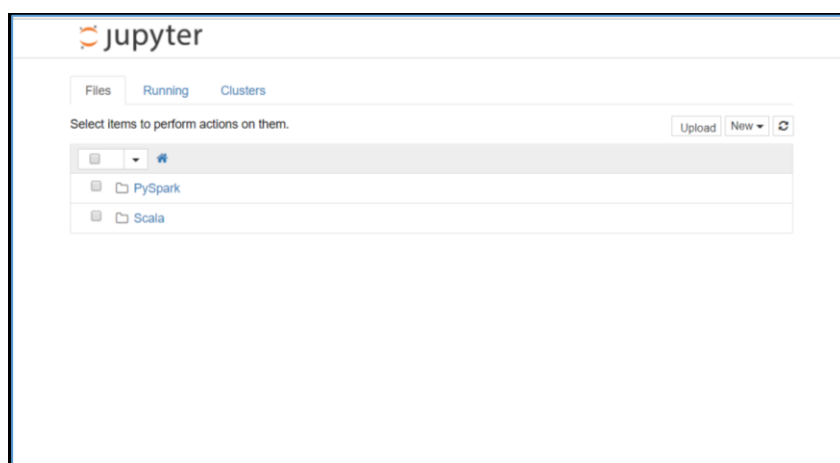 jupyter
Files Running Clusters
Select items to perform actions on them.
Upload New
PySpark
Scala